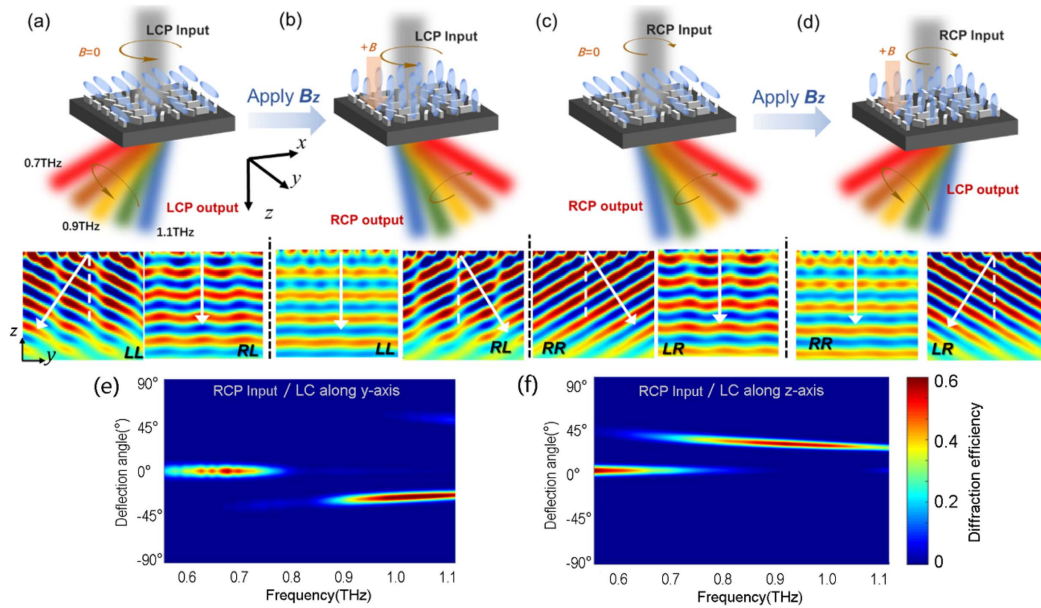 (a)
LCP Input
B=0
0.7THz
0.9THz
1.1THz
LCP output
Apply Bz
x
y
z
(b)
LCP Input
+B
RCP output
(c)
RCP Input
B=0
RCP output
Apply Bz
(d)
RCP Input
+B
LCP output
z
y
LL
RL
LL
RL
RR
LR
RR
LR
(e)
RCP Input / LC along y-axis
Deflection angle(°)
90°
45°
0°
-45°
-90°
0.6 0.7 0.8 0.9 1.0 1.1
Frequency(THz)
(f)
RCP Input / LC along z-axis
Deflection angle(°)
90°
45°
0°
-45°
-90°
0.6 0.7 0.8 0.9 1.0 1.1
Frequency(THz)
0.6
0.4
0.2
0
Diffraction efficiency